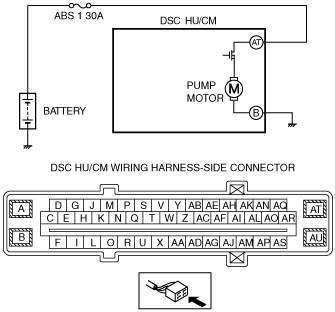 ABS 1 30A
DSC HU/CM
AT
PUMP
MOTOR
M
B
BATTERY
DSC HU/CM WIRING HARNESS-SIDE CONNECTOR
A D G J M P S V Y AB AE AH AK AN AQ AT
C E H K N Q T W Z AC AF AI AL AO AR
B F I L O R U X AA AD AG AJ AM AP AS AU